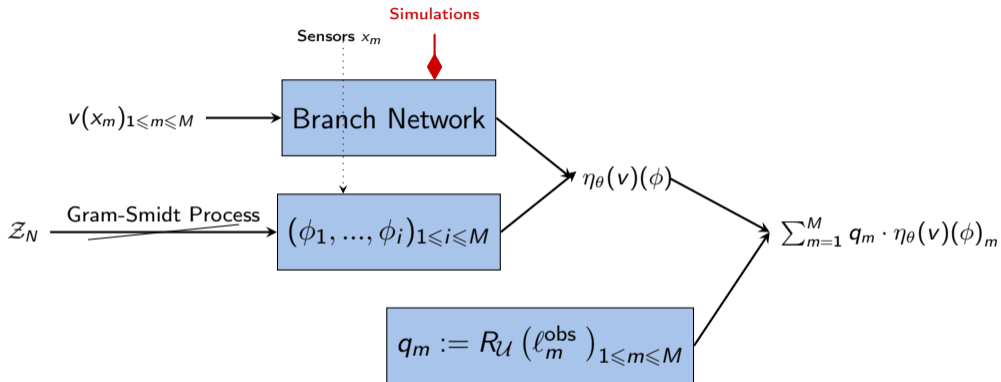 Simulations
Sensors x_m
v(x_m)_{1⩽m⩽M}
Branch Network
η_θ(v)(ϕ)
Gram-Smidt Process
𝒵_N
(ϕ_1, ..., ϕ_i)_{1⩽i⩽M}
∑_{m=1}^{M} q_m · η_θ(v)(ϕ)_m
q_m := R_𝒰 (ℓ_m^{obs})_{1⩽m⩽M}